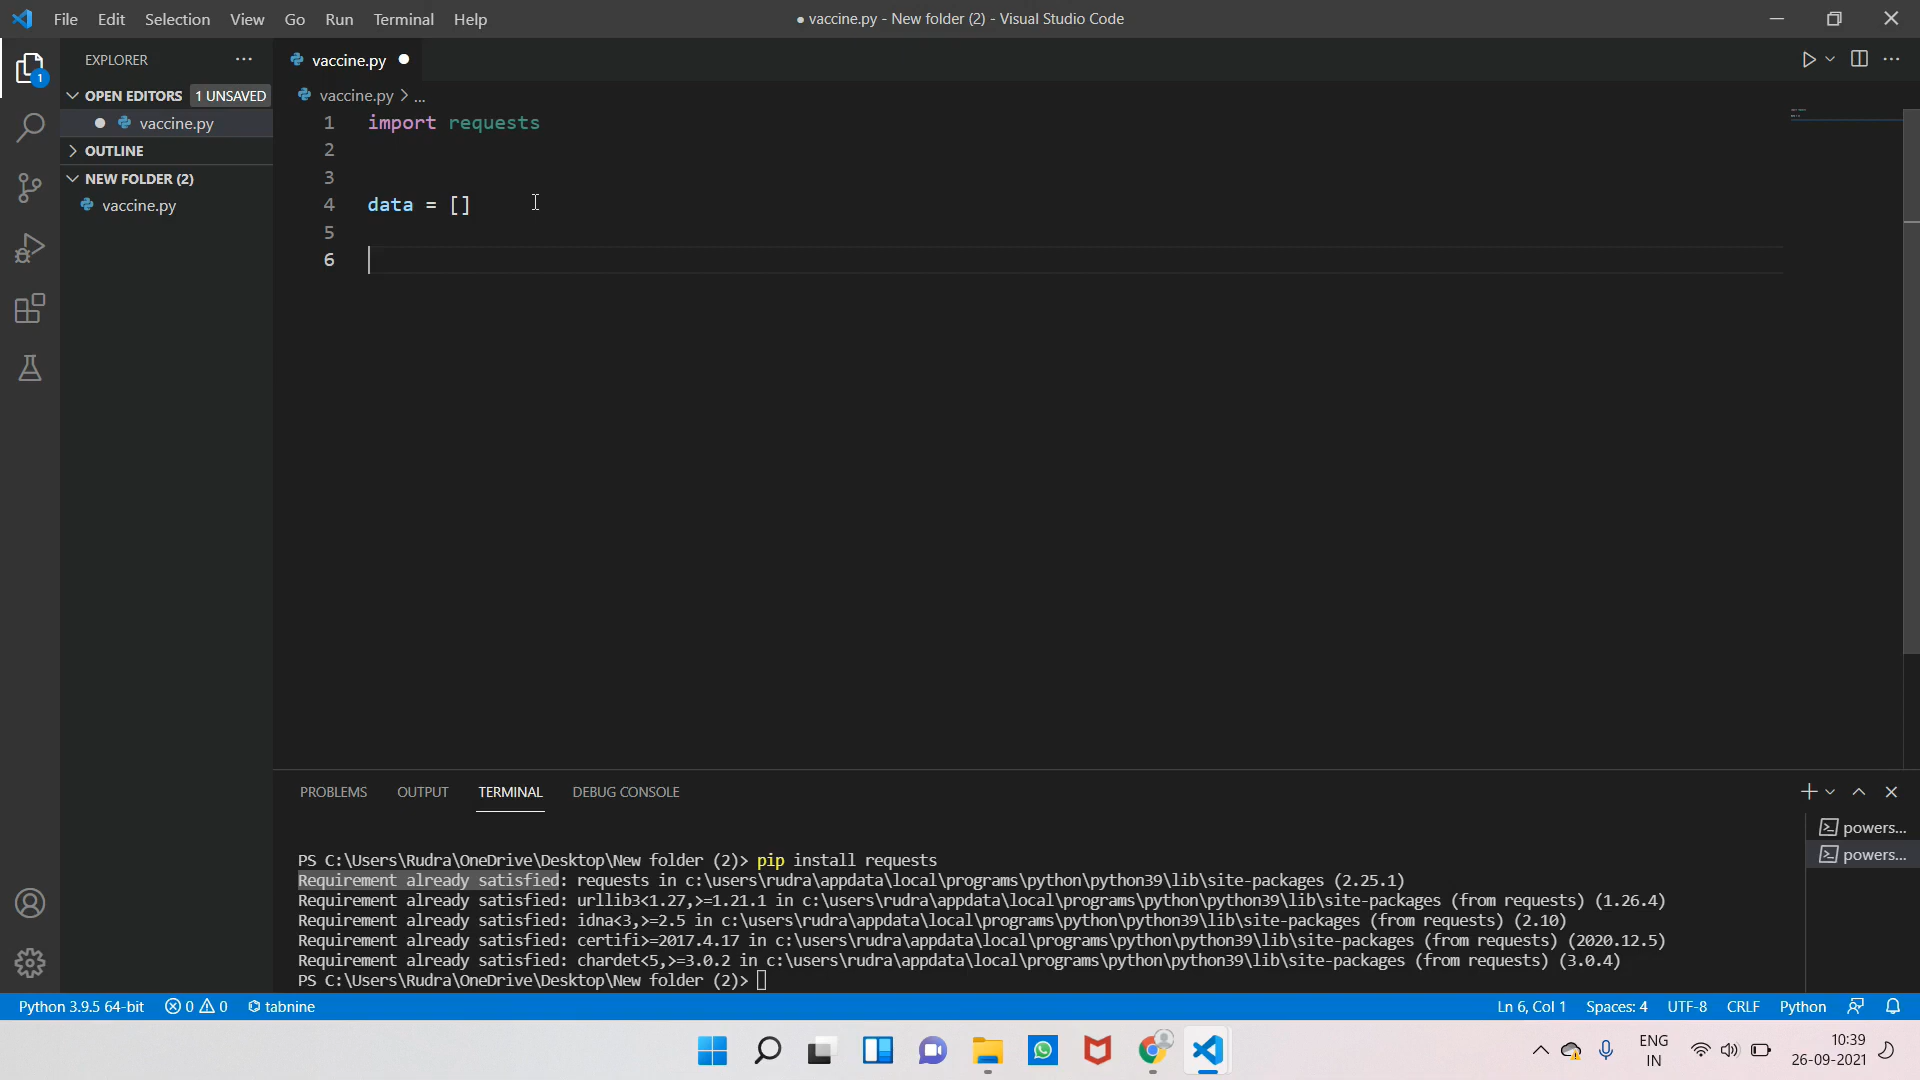 File Edit Selection View Go Run Terminal Help
● vaccine.py - New folder (2) - Visual Studio Code
EXPLORER
OPEN EDITORS 1 UNSAVED
vaccine.py
OUTLINE
NEW FOLDER (2)
vaccine.py
1
vaccine.py
vaccine.py > ...
1 import requests
2
3
4 data = []
5
6
PROBLEMS OUTPUT TERMINAL DEBUG CONSOLE
PS C:\Users\Rudra\OneDrive\Desktop\New folder (2)> pip install requests
Requirement already satisfied: requests in c:\users\rudra\appdata\local\programs\python\python39\lib\site-packages (2.25.1)
Requirement already satisfied: urllib3<1.27,>=1.21.1 in c:\users\rudra\appdata\local\programs\python\python39\lib\site-packages (from requests) (1.26.4)
Requirement already satisfied: idna<3,>=2.5 in c:\users\rudra\appdata\local\programs\python\python39\lib\site-packages (from requests) (2.10)
Requirement already satisfied: certifi>=2017.4.17 in c:\users\rudra\appdata\local\programs\python\python39\lib\site-packages (from requests) (2020.12.5)
Requirement already satisfied: chardet<5,>=3.0.2 in c:\users\rudra\appdata\local\programs\python\python39\lib\site-packages (from requests) (3.0.4)
PS C:\Users\Rudra\OneDrive\Desktop\New folder (2)>
powers...
powers...
Python 3.9.5 64-bit 0 0 tabnine
Ln 6, Col 1 Spaces: 4 UTF-8 CRLF Python
ENG
IN
10:39
26-09-2021